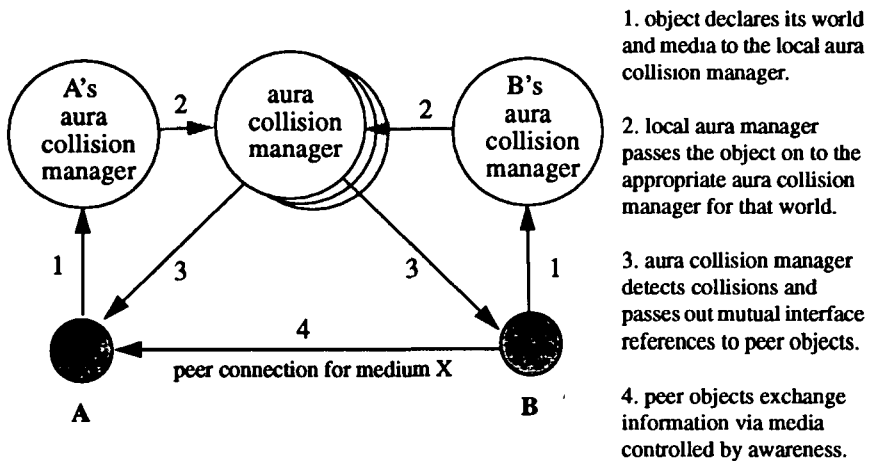 A's
aura
collision
manager
2
aura
collision
manager
2
B's
aura
collision
manager
1
3
3
1
4
peer connection for medium X
A
B
1. object declares its world
and media to the local aura
collision manager.
2. local aura manager
passes the object on to the
appropriate aura collision
manager for that world.
3. aura collision manager
detects collisions and
passes out mutual interface
references to peer objects.
4. peer objects exchange
information via media
controlled by awareness.